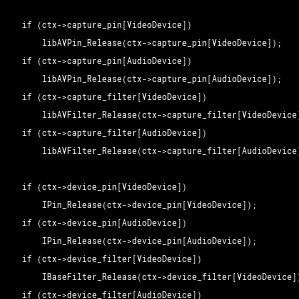 if (ctx->capture_pin[VideoDevice])
libAVPin_Release(ctx->capture_pin[VideoDevice]);
if (ctx->capture_pin[AudioDevice])
libAVPin_Release(ctx->capture_pin[AudioDevice]);
if (ctx->capture_filter[VideoDevice])
libAVFilter_Release(ctx->capture_filter[VideoDevice
if (ctx->capture_filter[AudioDevice])
libAVFilter_Release(ctx->capture_filter[AudioDevice
if (ctx->device_pin[VideoDevice])
IPin_Release(ctx->device_pin[VideoDevice]);
if (ctx->device_pin[AudioDevice])
IPin_Release(ctx->device_pin[AudioDevice]);
if (ctx->device_filter[VideoDevice])
IBaseFilter_Release(ctx->device_filter[VideoDevice]
if (ctx->device_filter[AudioDevice])